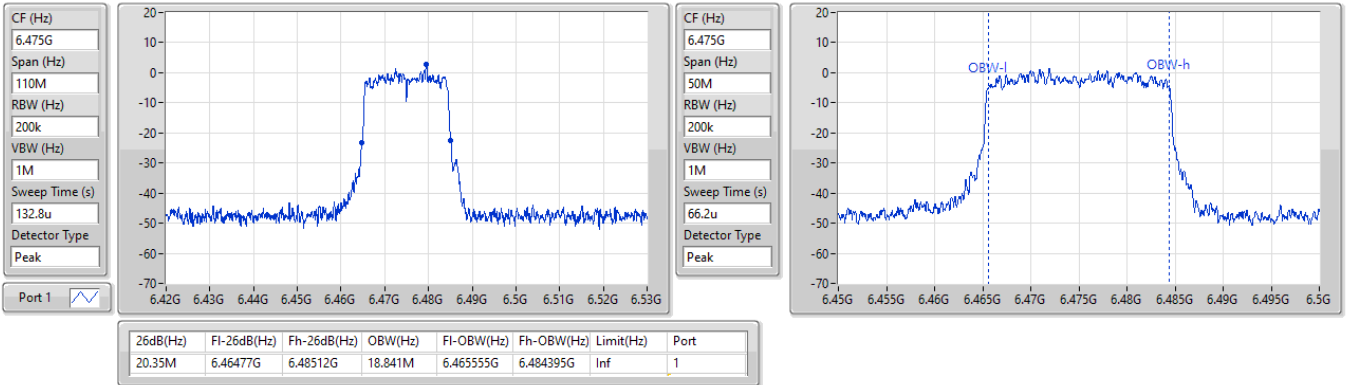 CF (Hz)
6.475G
Span (Hz)
110M
RBW (Hz)
200k
VBW (Hz)
1M
Sweep Time (s)
132.8u
Detector Type
Peak
Port 1
20
10
0
-10
-20
-30
-40
-50
-60
-70
6.42G 6.43G 6.44G 6.45G 6.46G 6.47G 6.48G 6.49G 6.5G 6.51G 6.52G 6.53G
CF (Hz)
6.475G
Span (Hz)
50M
RBW (Hz)
200k
VBW (Hz)
1M
Sweep Time (s)
66.2u
Detector Type
Peak
20
10
0
-10
-20
-30
-40
-50
-60
-70
OBW-l OBW-h
6.45G 6.455G 6.46G 6.465G 6.47G 6.475G 6.48G 6.485G 6.49G 6.495G 6.5G
26dB(Hz) Fl-26dB(Hz) Fh-26dB(Hz) OBW(Hz) Fl-OBW(Hz) Fh-OBW(Hz) Limit(Hz) Port
20.35M 6.46477G 6.48512G 18.841M 6.465555G 6.484395G Inf 1